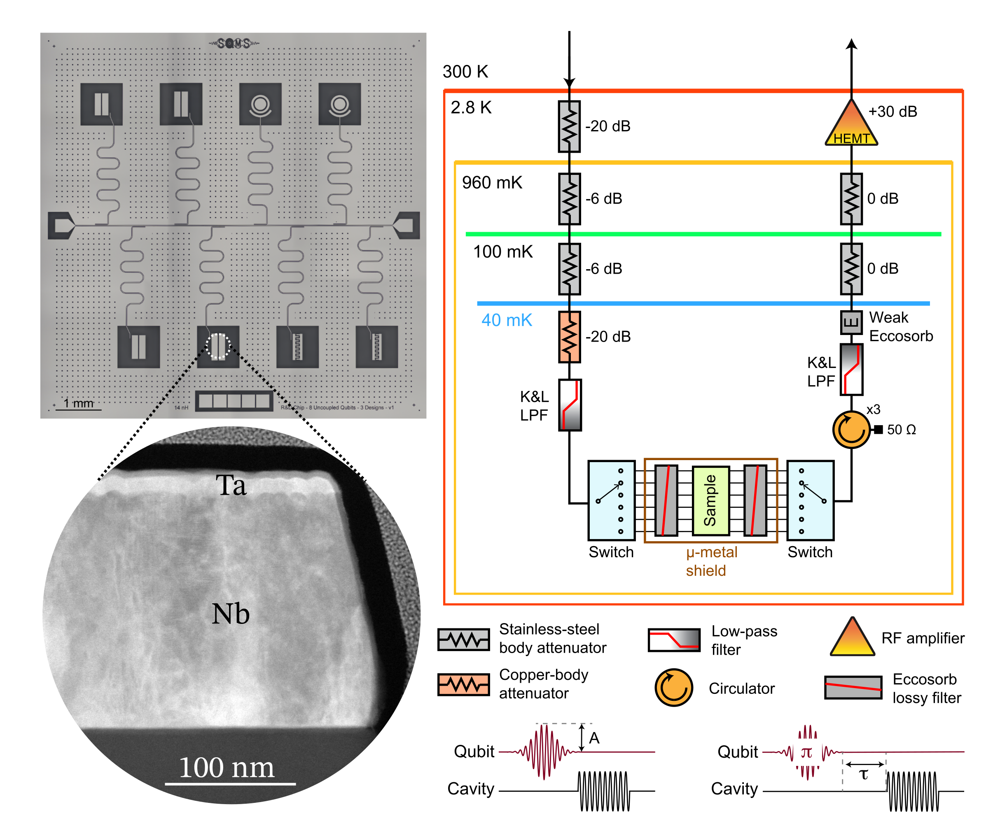 SQMS
1 mm
14 nH
R&D Chip - 8 Uncoupled Qubits - 3 Designs - v1
Ta
Nb
100 nm
300 K
2.8 K
-20 dB
+30 dB
HEMT
960 mK
-6 dB
0 dB
100 mK
-6 dB
0 dB
40 mK
-20 dB
E
Weak
Eccosorb
K&L
LPF
K&L
LPF
x3
50 Ω
Sample
Switch
µ-metal
shield
Switch
Stainless-steel
body attenuator
Low-pass
filter
RF amplifier
Copper-body
attenuator
Circulator
Eccosorb
lossy filter
Qubit
A
Cavity
Qubit
π
τ
Cavity